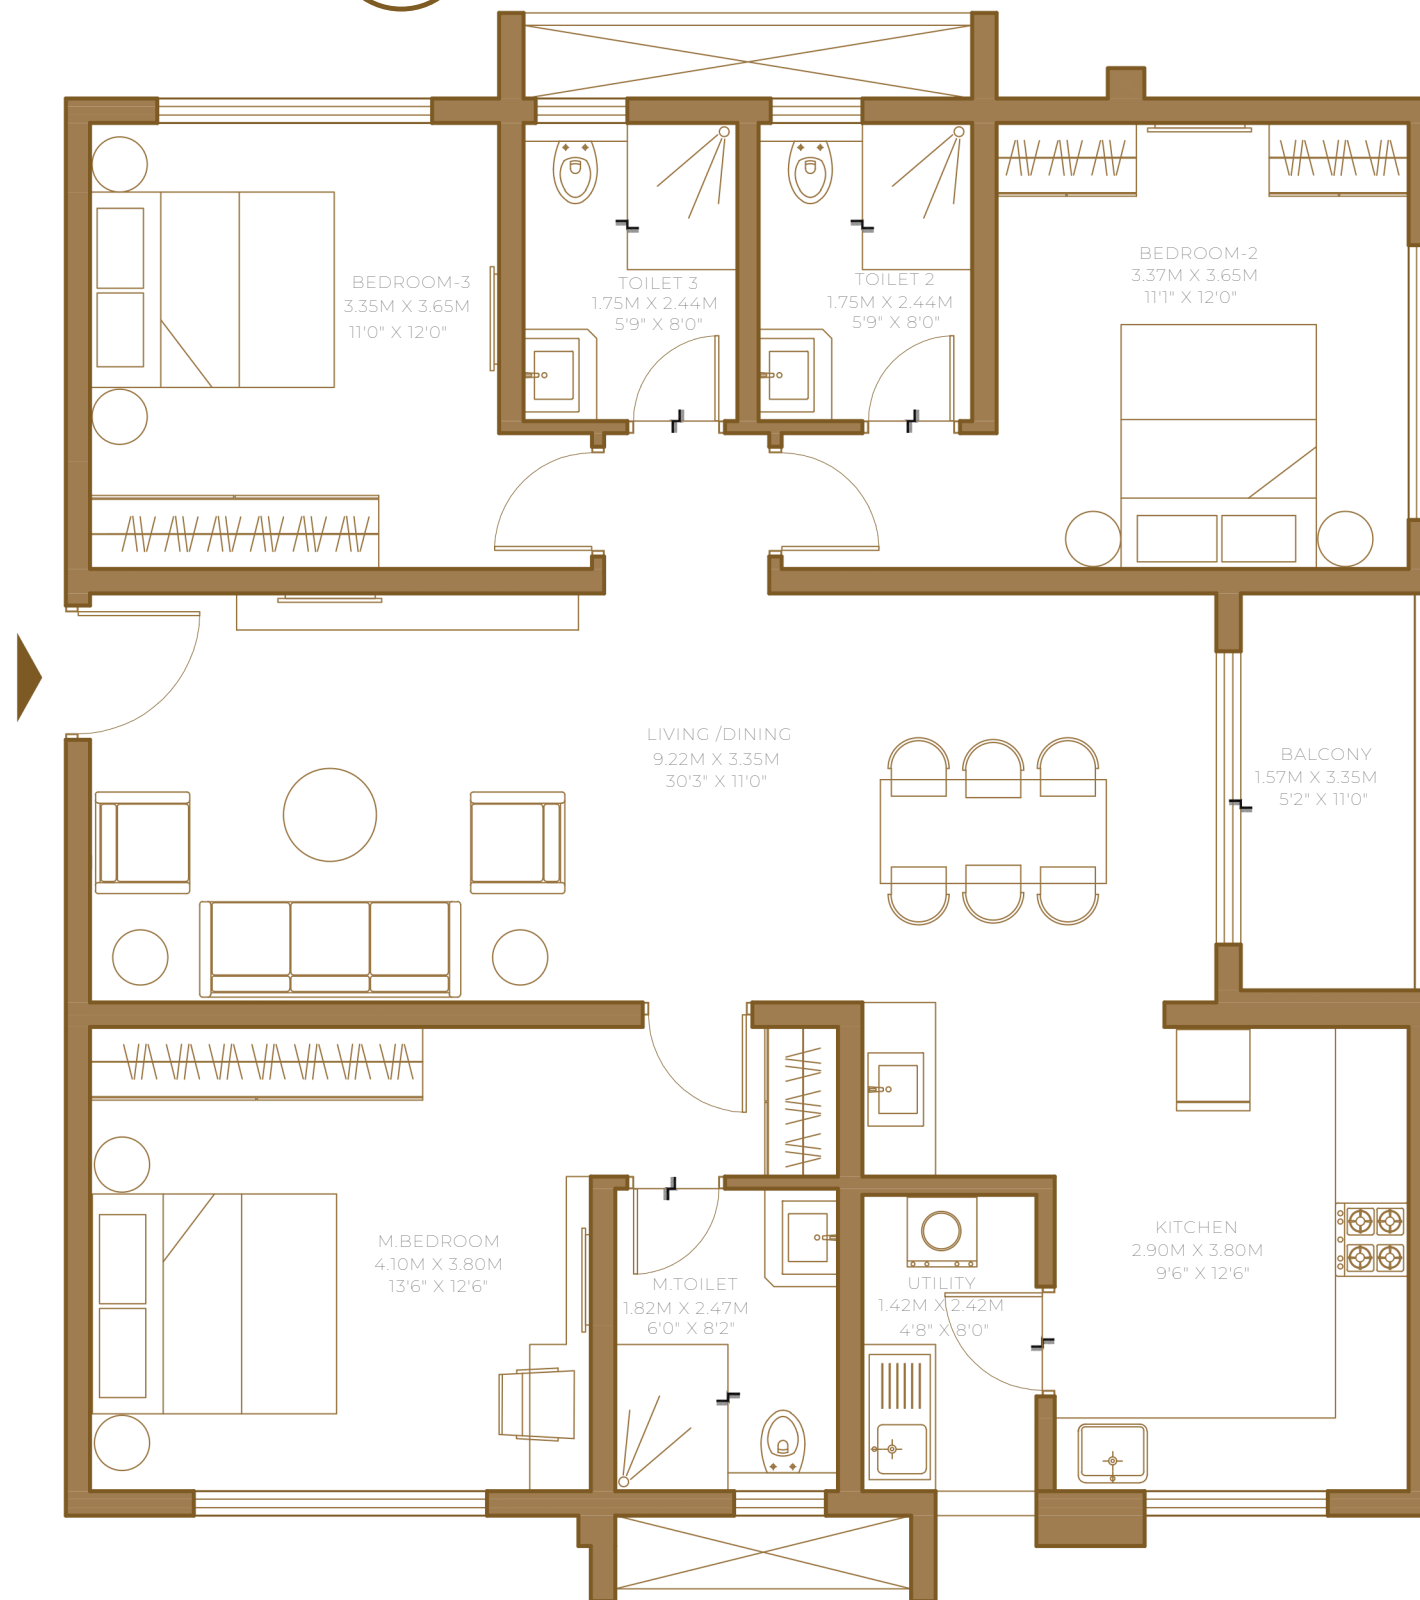 BEDROOM-3
3.35M X 3.65M
11'0" X 12'0"
TOILET 3
1.75M X 2.44M
5'9" X 8'0"
TOILET 2
1.75M X 2.44M
5'9" X 8'0"
BEDROOM-2
3.37M X 3.65M
11'1" X 12'0"
LIVING /DINING
9.22M X 3.35M
30'3" X 11'0"
BALCONY
1.57M X 3.35M
5'2" X 11'0"
M.BEDROOM
4.10M X 3.80M
13'6" X 12'6"
M.TOILET
1.82M X 2.47M
6'0" X 8'2"
UTILITY
1.42M X 2.42M
4'8" X 8'0"
KITCHEN
2.90M X 3.80M
9'6" X 12'6"